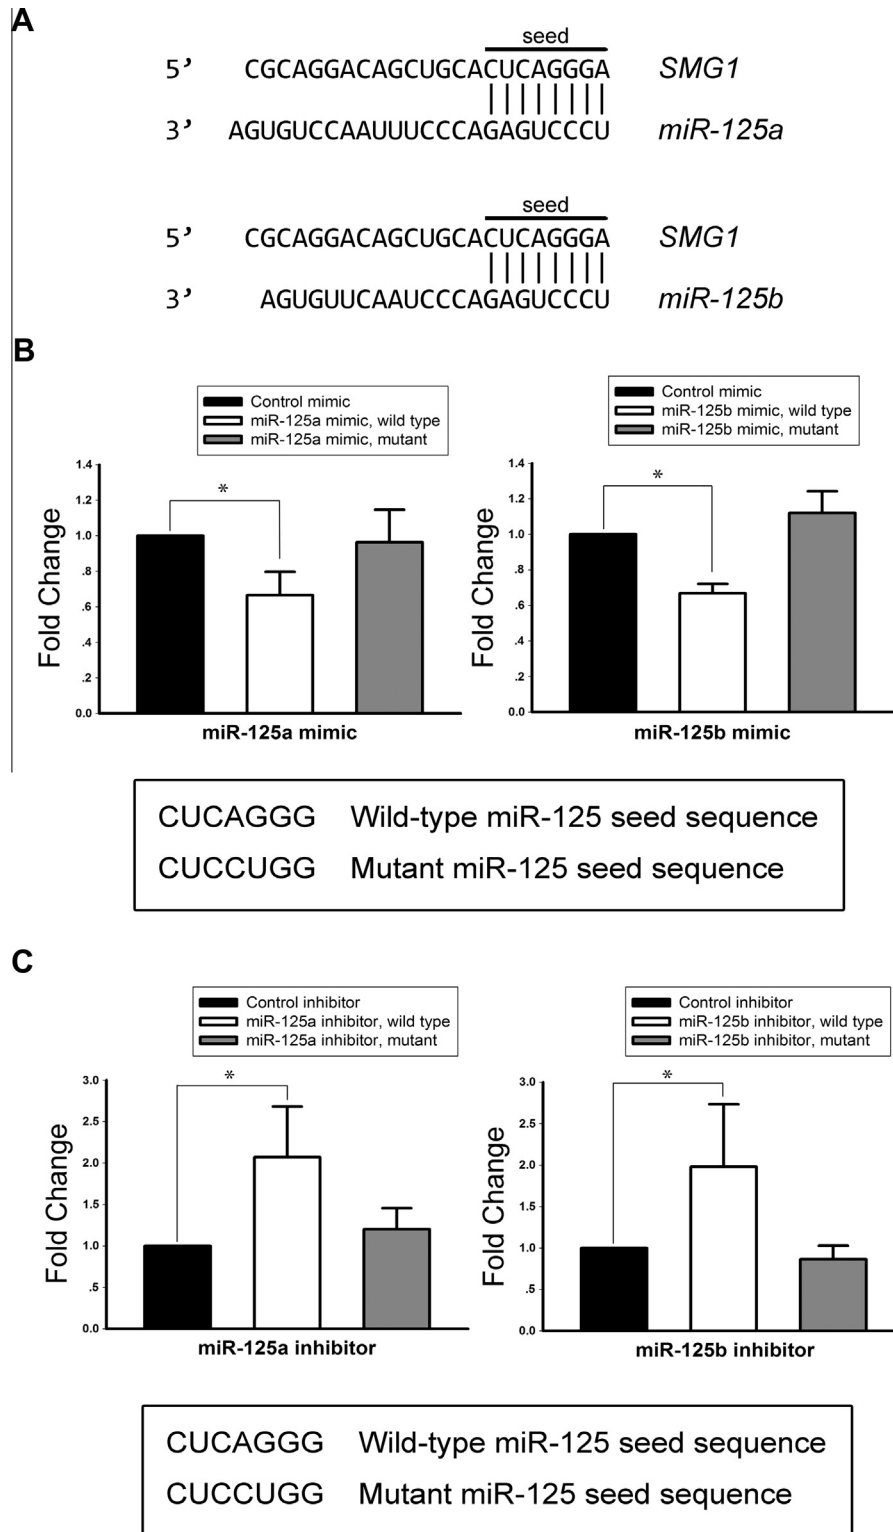 A
seed
5’ CGCAGGACAGCUGCACUCAGGGA SMG1
3’ AGUGUCCAAUUUCCCAGAGUCCCU miR-125a
seed
5’ CGCAGGACAGCUGCACUCAGGGA SMG1
3’ AGUGUUCAAUCCCAGAGUCCCU miR-125b
B
Control mimic
miR-125a mimic, wild type
miR-125a mimic, mutant
1.4
1.2
1.0
.8
.6
.4
.2
0.0
Fold Change
*
miR-125a mimic
Control mimic
miR-125b mimic, wild type
miR-125b mimic, mutant
1.4
1.2
1.0
.8
.6
.4
.2
0.0
Fold Change
*
miR-125b mimic
CUCAGGG Wild-type miR-125 seed sequence
CUCCUGG Mutant miR-125 seed sequence
C
Control inhibitor
miR-125a inhibitor, wild type
miR-125a inhibitor, mutant
3.0
2.5
2.0
1.5
1.0
.5
0.0
Fold Change
*
miR-125a inhibitor
Control inhibitor
miR-125b inhibitor, wild type
miR-125b inhibitor, mutant
3.0
2.5
2.0
1.5
1.0
.5
0.0
Fold Change
*
miR-125b inhibitor
CUCAGGG Wild-type miR-125 seed sequence
CUCCUGG Mutant miR-125 seed sequence